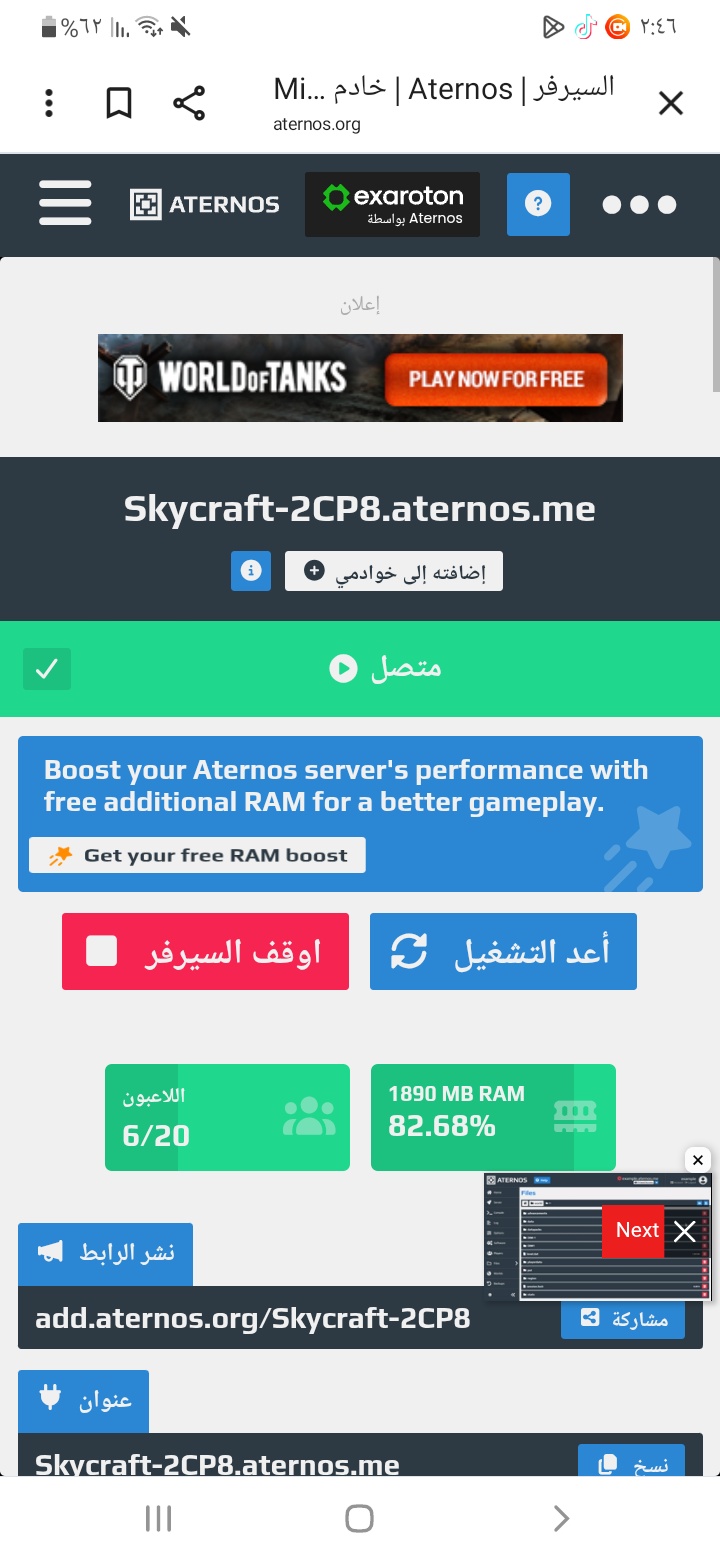 %٦٢
٢:٤٦
السيرفر | Aternos | خادم ...Mi
aternos.org
ATERNOS
exaroton
بواسطة Aternos
?
إعلان
WORLD OF TANKS
PLAY NOW FOR FREE
Skycraft-2CP8.aternos.me
إضافته إلى خوادمي
متصل
Boost your Aternos server's performance with
free additional RAM for a better gameplay.
Get your free RAM boost
أعد التشغيل
اوقف السيرفر
اللاعبون
6/20
1890 MB RAM
82.68%
ATERNOS
Files
Next
نشر الرابط
add.aternos.org/Skycraft-2CP8
مشاركة
عنوان
Skycraft-2CP8.aternos.me
نسخ